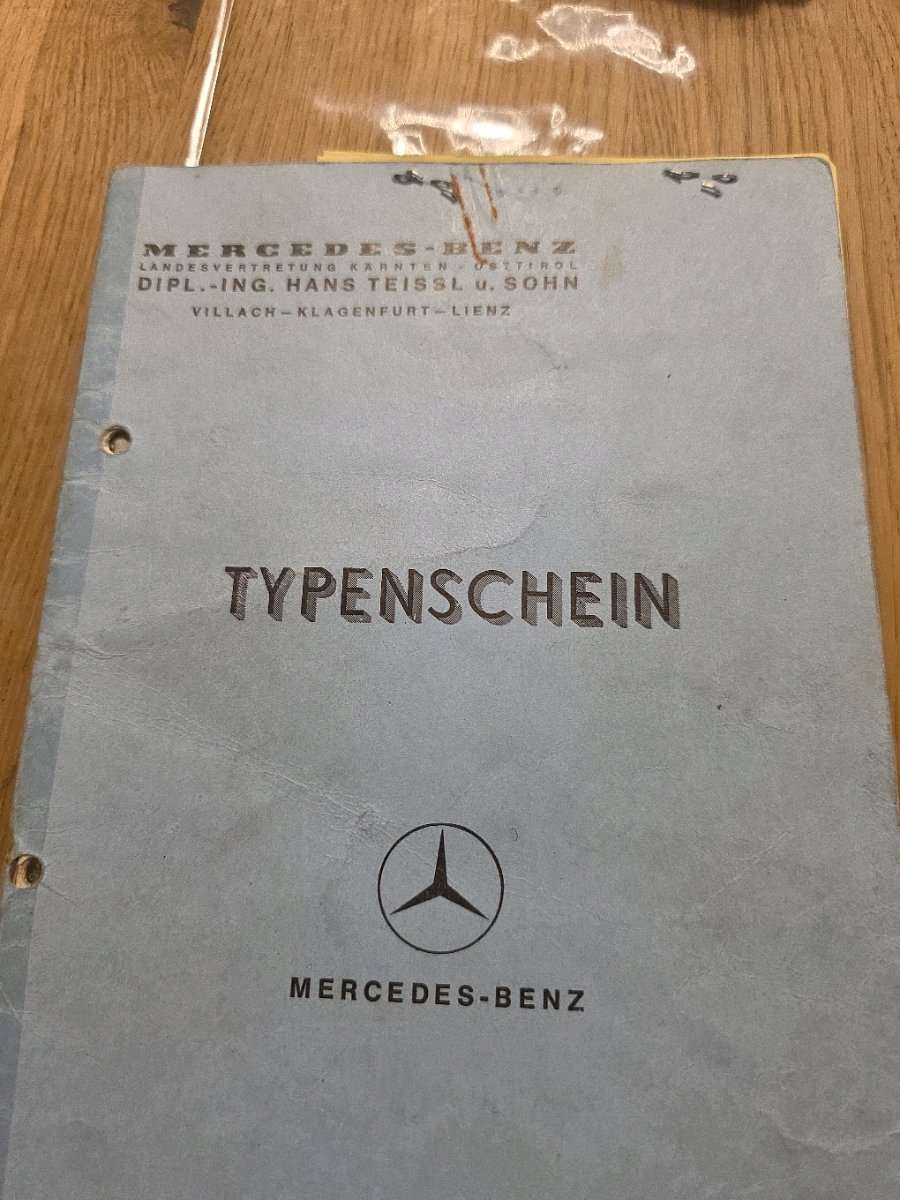 MERCEDES-BENZ
LANDESVERTRETUNG KÄRNTEN - OSTTIROL
DIPL.-ING. HANS TEISSL u. SOHN
VILLACH-KLAGENFURT-LIENZ
TYPENSCHEIN
MERCEDES-BENZ